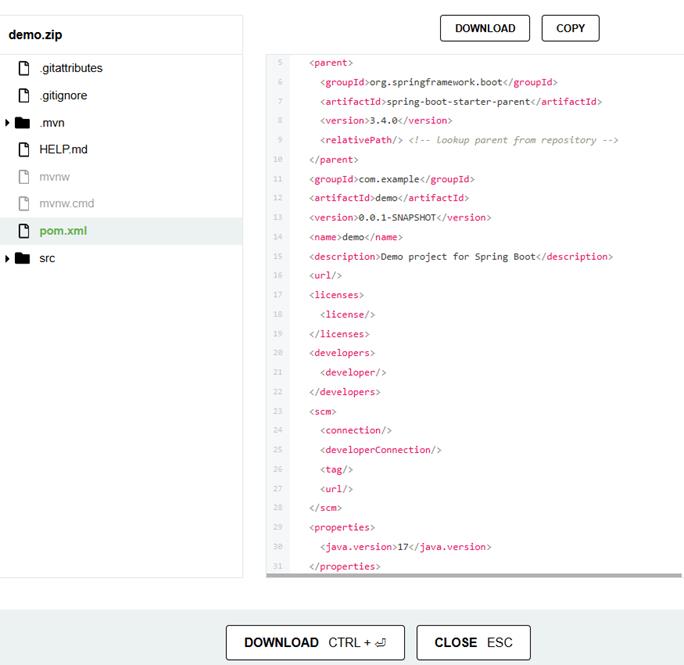 demo.zip
.gitattributes
.gitignore
.mvn
HELP.md
mvnw
mvnw.cmd
pom.xml
src
DOWNLOAD
COPY
5 <parent>
6 <groupId>org.springframework.boot</groupId>
7 <artifactId>spring-boot-starter-parent</artifactId>
8 <version>3.4.0</version>
9 <relativePath/> <!-- lookup parent from repository -->
10 </parent>
11 <groupId>com.example</groupId>
12 <artifactId>demo</artifactId>
13 <version>0.0.1-SNAPSHOT</version>
14 <name>demo</name>
15 <description>Demo project for Spring Boot</description>
16 <url/>
17 <licenses>
18 <license/>
19 </licenses>
20 <developers>
21 <developer/>
22 </developers>
23 <scm>
24 <connection/>
25 <developerConnection/>
26 <tag/>
27 <url/>
28 </scm>
29 <properties>
30 <java.version>17</java.version>
31 </properties>
DOWNLOAD CTRL + ⏎
CLOSE ESC